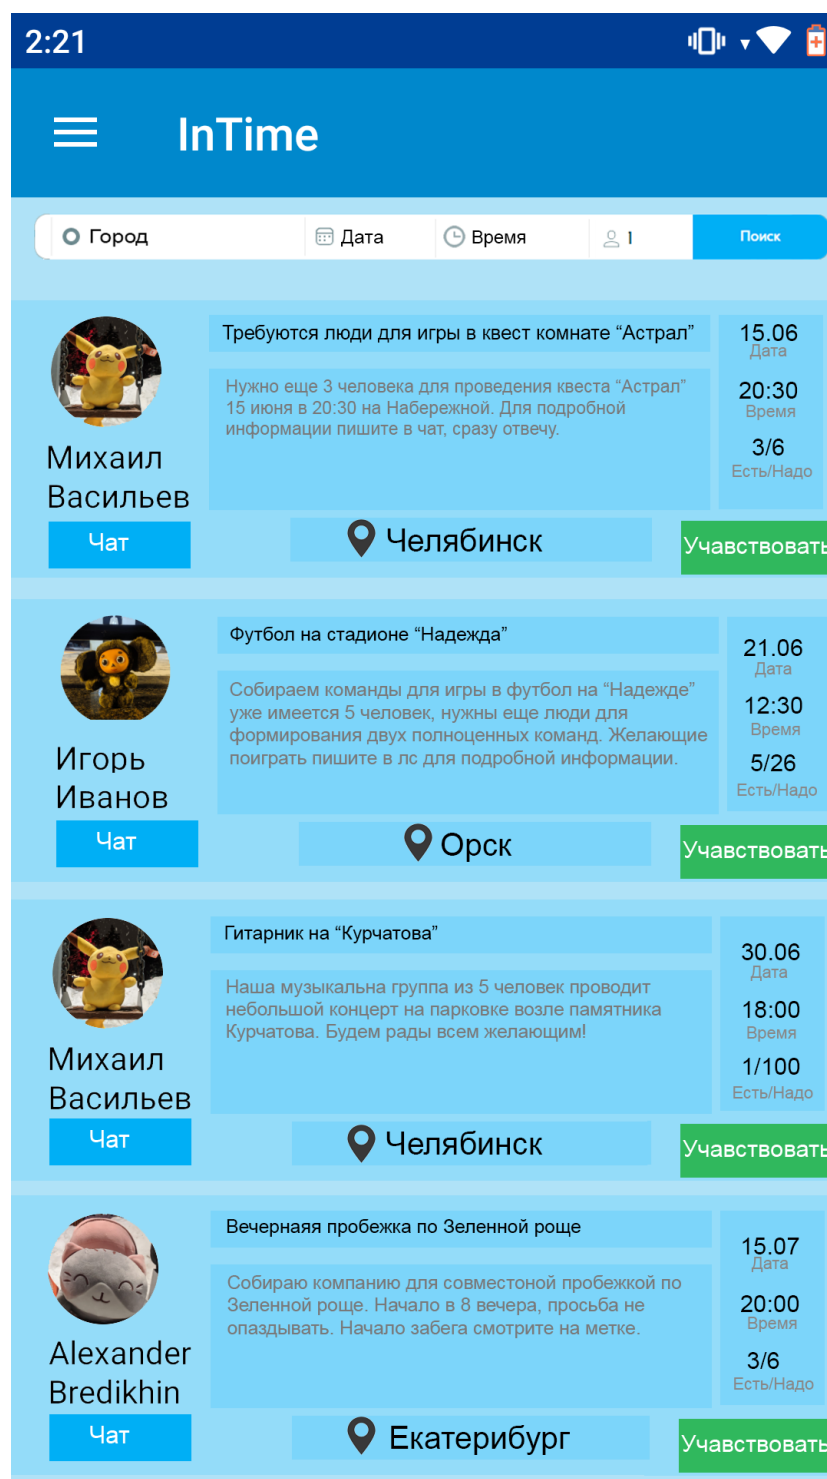 2:21
InTime
Город Дата Время 1 Поиск
Требуются люди для игры в квест комнате “Астрал”
Нужно еще 3 человека для проведения квеста “Астрал”
15 июня в 20:30 на Набережной. Для подробной
информации пишите в чат, сразу отвечу.
15.06
Дата
20:30
Время
3/6
Есть/Надо
Михаил
Васильев
Чат
Челябинск
Учавствовать
Футбол на стадионе “Надежда”
Собираем команды для игры в футбол на “Надежде”
уже имеется 5 человек, нужны еще люди для
формирования двух полноценных команд. Желающие
поиграть пишите в лс для подробной информации.
21.06
Дата
12:30
Время
5/26
Есть/Надо
Игорь
Иванов
Чат
Орск
Учавствовать
Гитарник на “Курчатова”
Наша музыкальна группа из 5 человек проводит
небольшой концерт на парковке возле памятника
Курчатова. Будем рады всем желающим!
30.06
Дата
18:00
Время
1/100
Есть/Надо
Михаил
Васильев
Чат
Челябинск
Учавствовать
Вечернаяя пробежка по Зеленной роще
Собираю компанию для совместоной пробежкой по
Зеленной роще. Начало в 8 вечера, просьба не
опаздывать. Начало забега смотрите на метке.
15.07
Дата
20:00
Время
3/6
Есть/Надо
Alexander
Bredikhin
Чат
Екатерибург
Учавствовать